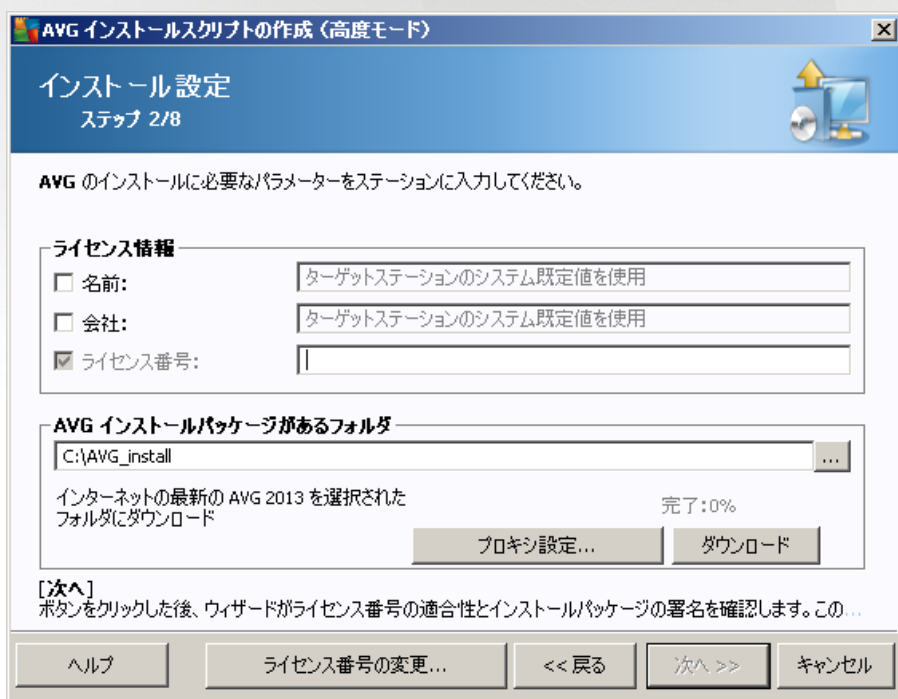 AVG インストールスクリプトの作成（高度モード）
インストール設定
ステップ 2/8
AVG のインストールに必要なパラメーターをステーションに入力してください。
ライセンス情報
名前:
ターゲットステーションのシステム既定値を使用
会社:
ターゲットステーションのシステム既定値を使用
ライセンス番号:
AVG インストールパッケージがあるフォルダ
C:\AVG_install
...
インターネットの最新の AVG 2013 を選択された
フォルダにダウンロード
完了:0%
プロキシ設定...
ダウンロード
[次へ]
ボタンをクリックした後、ウィザードがライセンス番号の適合性とインストールパッケージの署名を確認します。この...
ヘルプ
ライセンス番号の変更...
<< 戻る
次へ >>
キャンセル